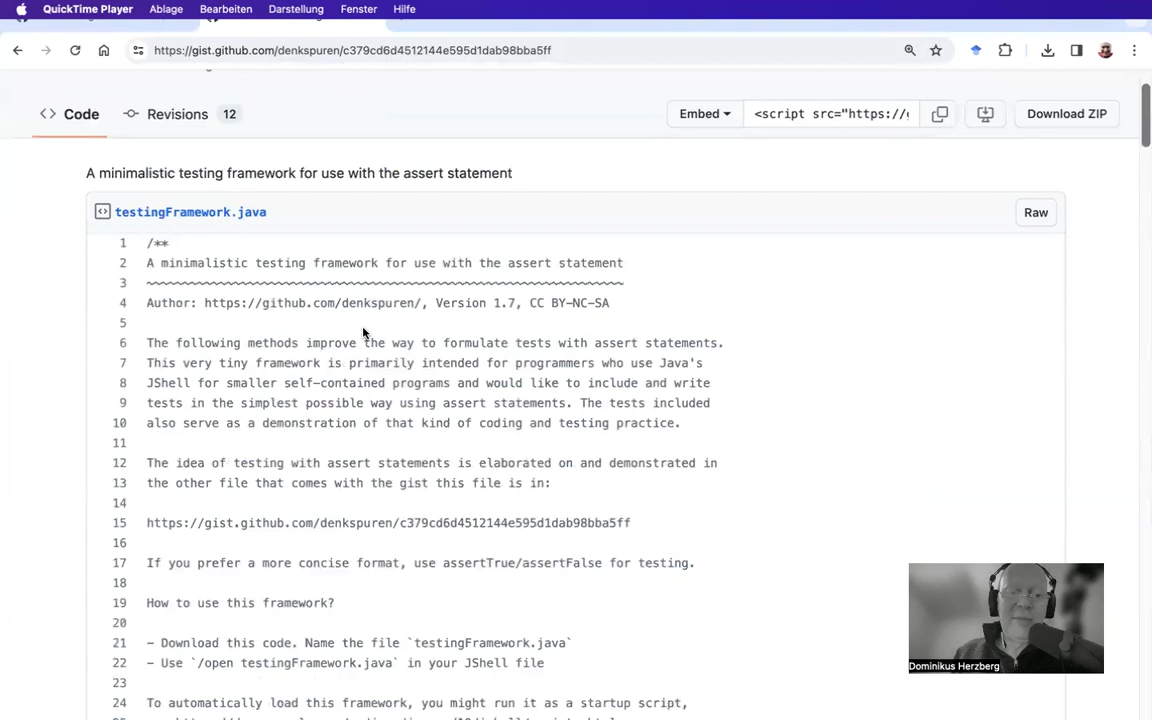 QuickTime Player Ablage Bearbeiten Darstellung Fenster Hilfe
https://gist.github.com/denkspuren/c379cd6d4512144e595d1dab98bba5ff
Code Revisions 12 Embed <script src="https://g Download ZIP
A minimalistic testing framework for use with the assert statement
testingFramework.java Raw
1 /**
2 A minimalistic testing framework for use with the assert statement
3 ~~~~~~~~~~~~~~~~~~~~~~~~~~~~~~~~~~~~~~~~~~~~~~~~~~~~~~~~~~~~~~~~~~
4 Author: https://github.com/denkspuren/, Version 1.7, CC BY-NC-SA
5
6 The following methods improve the way to formulate tests with assert statements.
7 This very tiny framework is primarily intended for programmers who use Java's
8 JShell for smaller self-contained programs and would like to include and write
9 tests in the simplest possible way using assert statements. The tests included
10 also serve as a demonstration of that kind of coding and testing practice.
11
12 The idea of testing with assert statements is elaborated on and demonstrated in
13 the other file that comes with the gist this file is in:
14
15 https://gist.github.com/denkspuren/c379cd6d4512144e595d1dab98bba5ff
16
17 If you prefer a more concise format, use assertTrue/assertFalse for testing.
18
19 How to use this framework?
20
21 - Download this code. Name the file `testingFramework.java`
22 - Use `/open testingFramework.java` in your JShell file
23
24 To automatically load this framework, you might run it as a startup script,
Dominikus Herzberg